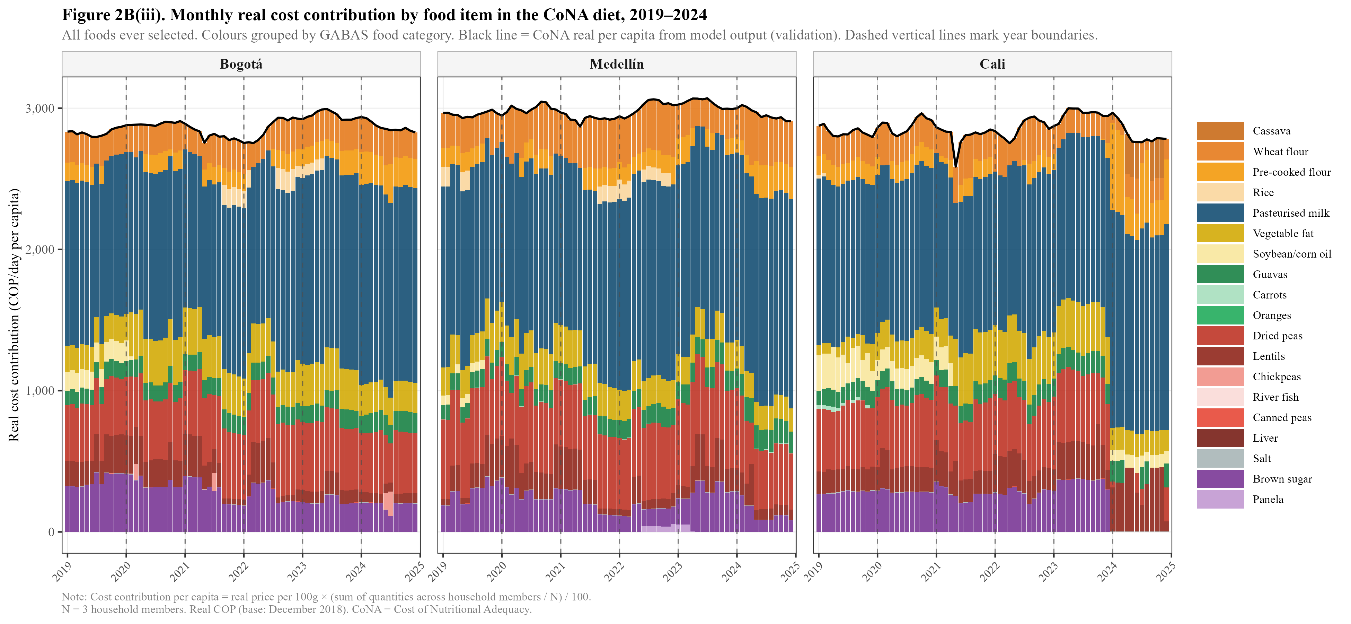 Figure 2B(iii). Monthly real cost contribution by food item in the CoNA diet, 2019–2024
All foods ever selected. Colours grouped by GABAS food category. Black line = CoNA real per capita from model output (validation). Dashed vertical lines mark year boundaries.
Bogotá
Medellín
Cali
Real cost contribution (COP/day per capita)
3,000
2,000
1,000
0
2019 2020 2021 2022 2023 2024 2025
2019 2020 2021 2022 2023 2024 2025
2019 2020 2021 2022 2023 2024 2025
Cassava
Wheat flour
Pre-cooked flour
Rice
Pasteurised milk
Vegetable fat
Soybean/corn oil
Guavas
Carrots
Oranges
Dried peas
Lentils
Chickpeas
River fish
Canned peas
Liver
Salt
Brown sugar
Panela
Note: Cost contribution per capita = real price per 100g × (sum of quantities across household members / N) / 100.
N = 3 household members. Real COP (base: December 2018). CoNA = Cost of Nutritional Adequacy.